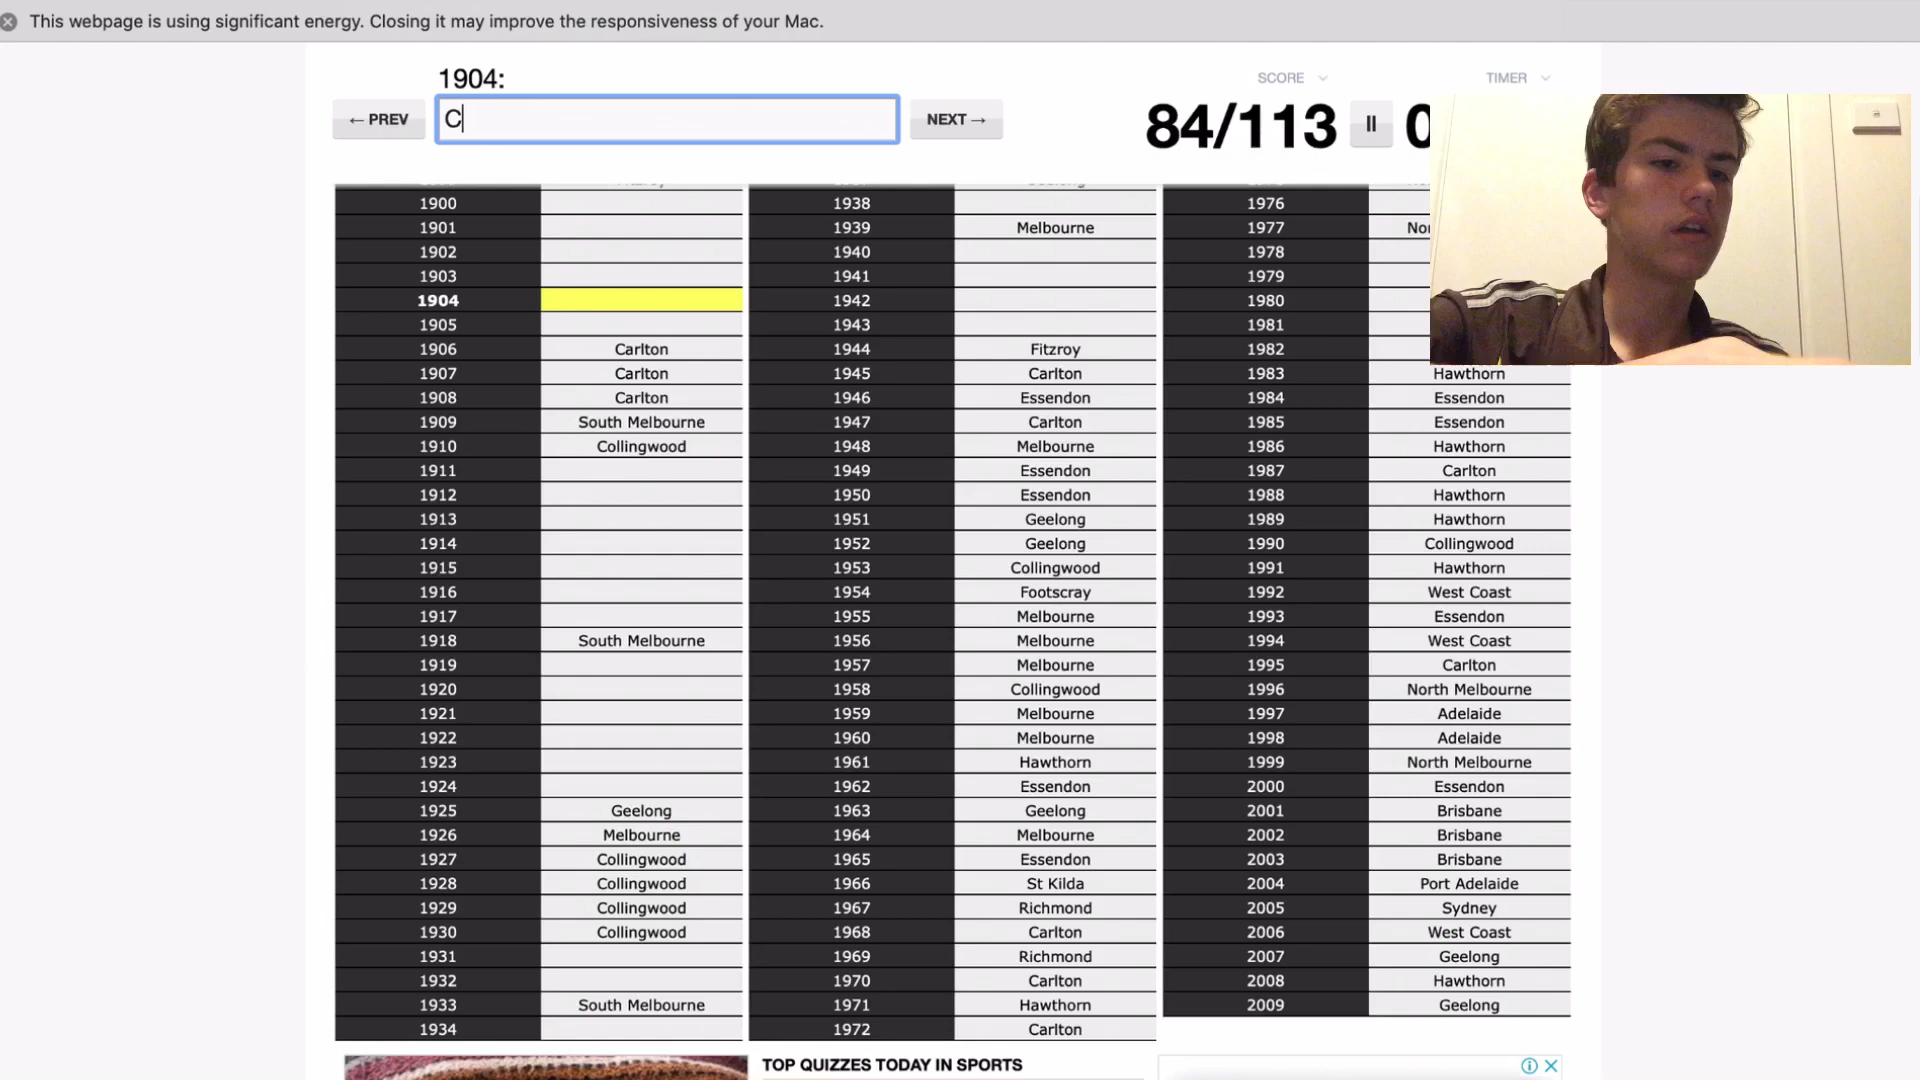 This webpage is using significant energy. Closing it may improve the responsiveness of your Mac.
1904:
SCORE
TIMER
← PREV
C
NEXT →
84/113
0
1900
1938
1976
1901
1939 Melbourne
1977 Nor
1902
1940
1978
1903
1941
1979
1904
1942
1980
1905
1943
1981
1906 Carlton
1944 Fitzroy
1982
1907 Carlton
1945 Carlton
1983 Hawthorn
1908 Carlton
1946 Essendon
1984 Essendon
1909 South Melbourne
1947 Carlton
1985 Essendon
1910 Collingwood
1948 Melbourne
1986 Hawthorn
1911
1949 Essendon
1987 Carlton
1912
1950 Essendon
1988 Hawthorn
1913
1951 Geelong
1989 Hawthorn
1914
1952 Geelong
1990 Collingwood
1915
1953 Collingwood
1991 Hawthorn
1916
1954 Footscray
1992 West Coast
1917
1955 Melbourne
1993 Essendon
1918 South Melbourne
1956 Melbourne
1994 West Coast
1919
1957 Melbourne
1995 Carlton
1920
1958 Collingwood
1996 North Melbourne
1921
1959 Melbourne
1997 Adelaide
1922
1960 Melbourne
1998 Adelaide
1923
1961 Hawthorn
1999 North Melbourne
1924
1962 Essendon
2000 Essendon
1925 Geelong
1963 Geelong
2001 Brisbane
1926 Melbourne
1964 Melbourne
2002 Brisbane
1927 Collingwood
1965 Essendon
2003 Brisbane
1928 Collingwood
1966 St Kilda
2004 Port Adelaide
1929 Collingwood
1967 Richmond
2005 Sydney
1930 Collingwood
1968 Carlton
2006 West Coast
1931
1969 Richmond
2007 Geelong
1932
1970 Carlton
2008 Hawthorn
1933 South Melbourne
1971 Hawthorn
2009 Geelong
1934
1972 Carlton
TOP QUIZZES TODAY IN SPORTS